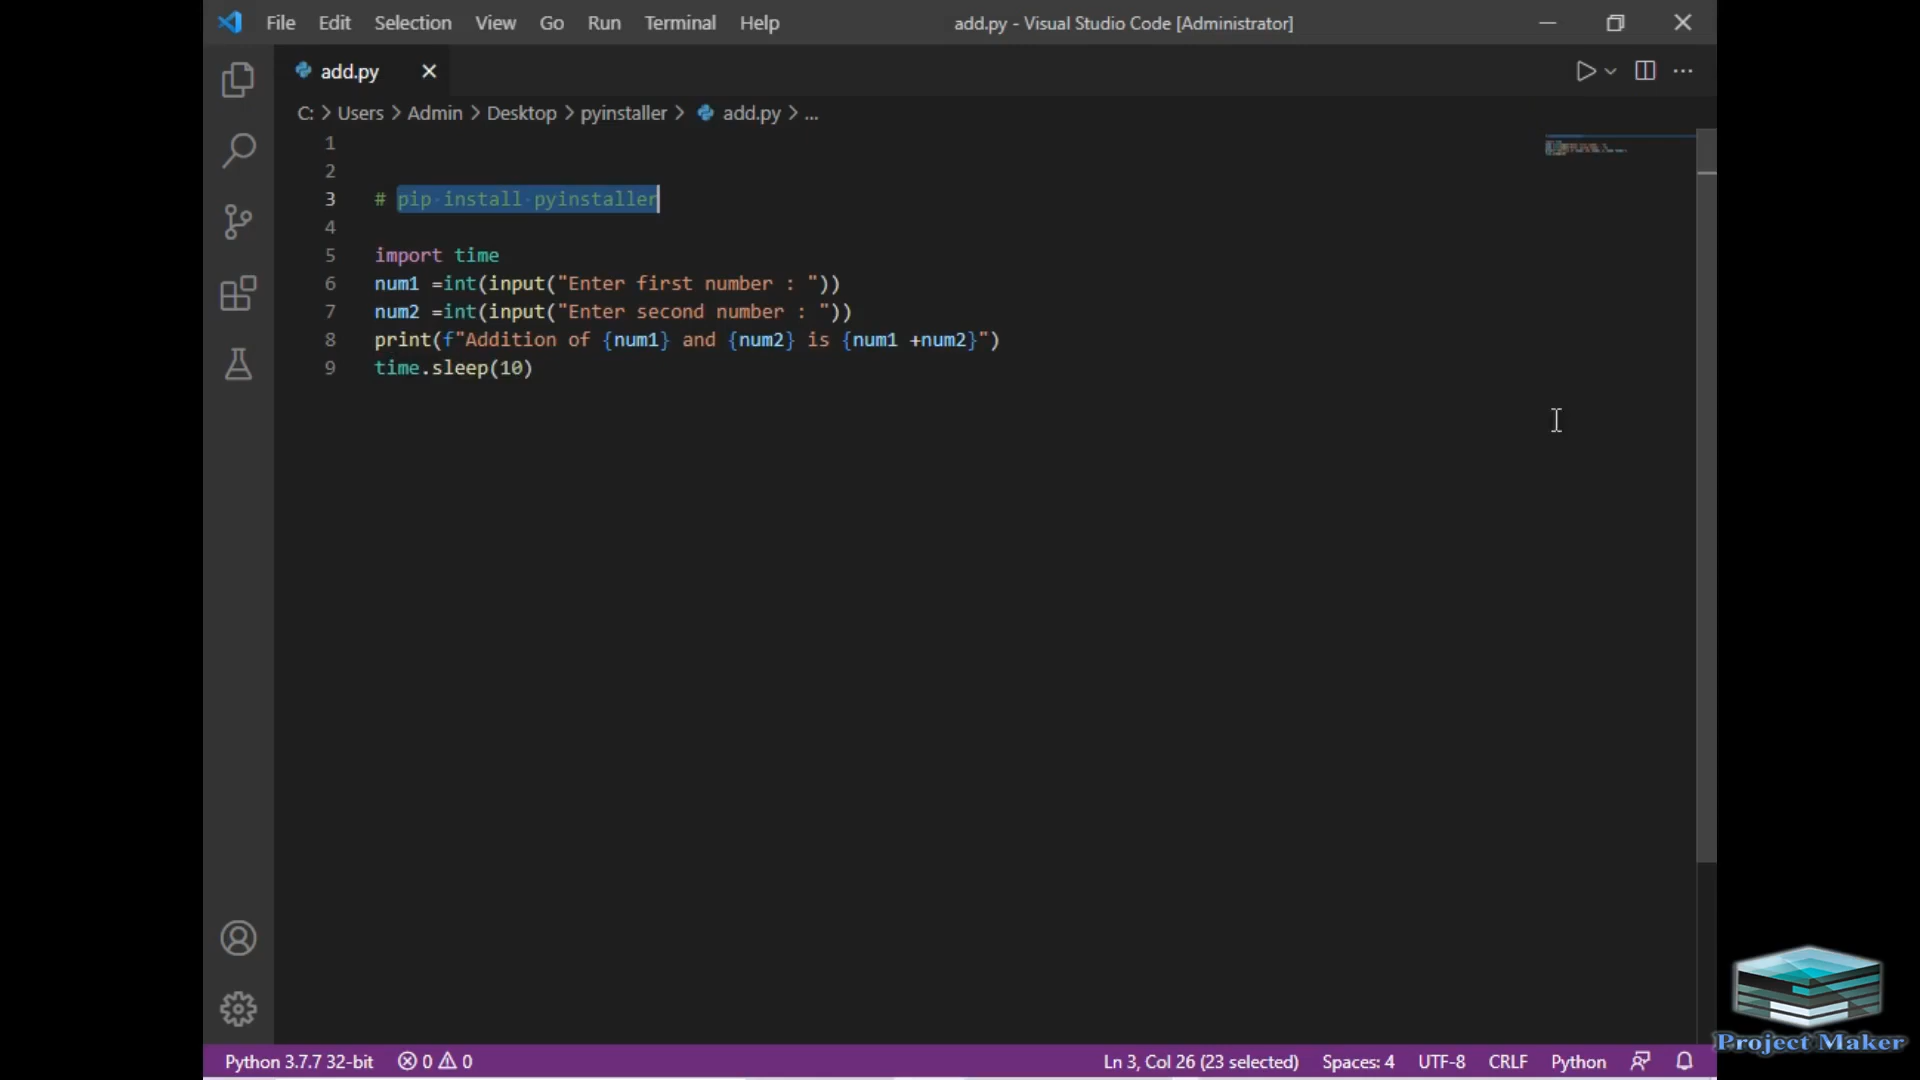 File Edit Selection View Go Run Terminal Help add.py - Visual Studio Code [Administrator]
add.py
C: > Users > Admin > Desktop > pyinstaller > add.py > ...
1
2
3 # pip install pyinstaller
4
5 import time
6 num1 =int(input("Enter first number : "))
7 num2 =int(input("Enter second number : "))
8 print(f"Addition of {num1} and {num2} is {num1 +num2}")
9 time.sleep(10)
Project Maker
Python 3.7.7 32-bit 0 0 Ln 3, Col 26 (23 selected) Spaces: 4 UTF-8 CRLF Python